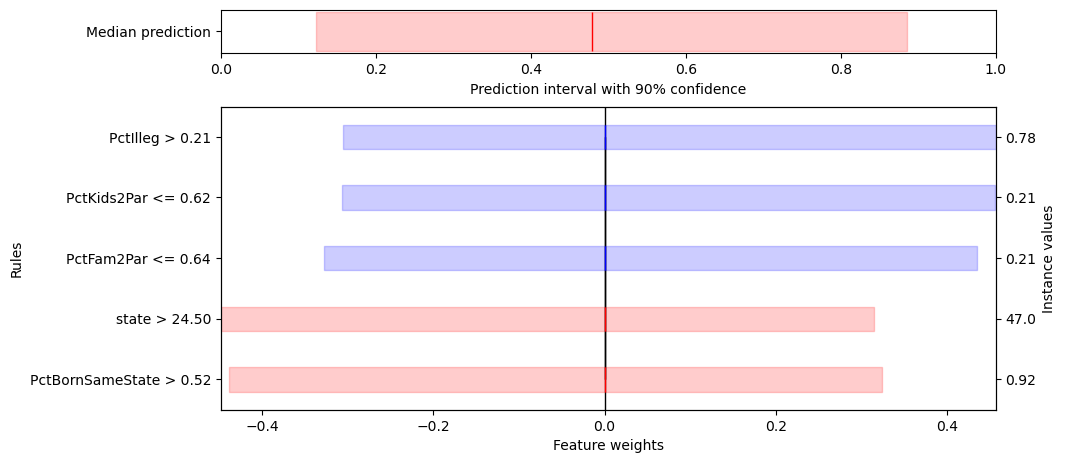 Median prediction
0.0 0.2 0.4 0.6 0.8 1.0
Prediction interval with 90% confidence
PctIlleg > 0.21 0.78
PctKids2Par <= 0.62 0.21
PctFam2Par <= 0.64 0.21
state > 24.50 47.0
PctBornSameState > 0.52 0.92
Rules
Instance values
−0.4 −0.2 0.0 0.2 0.4
Feature weights